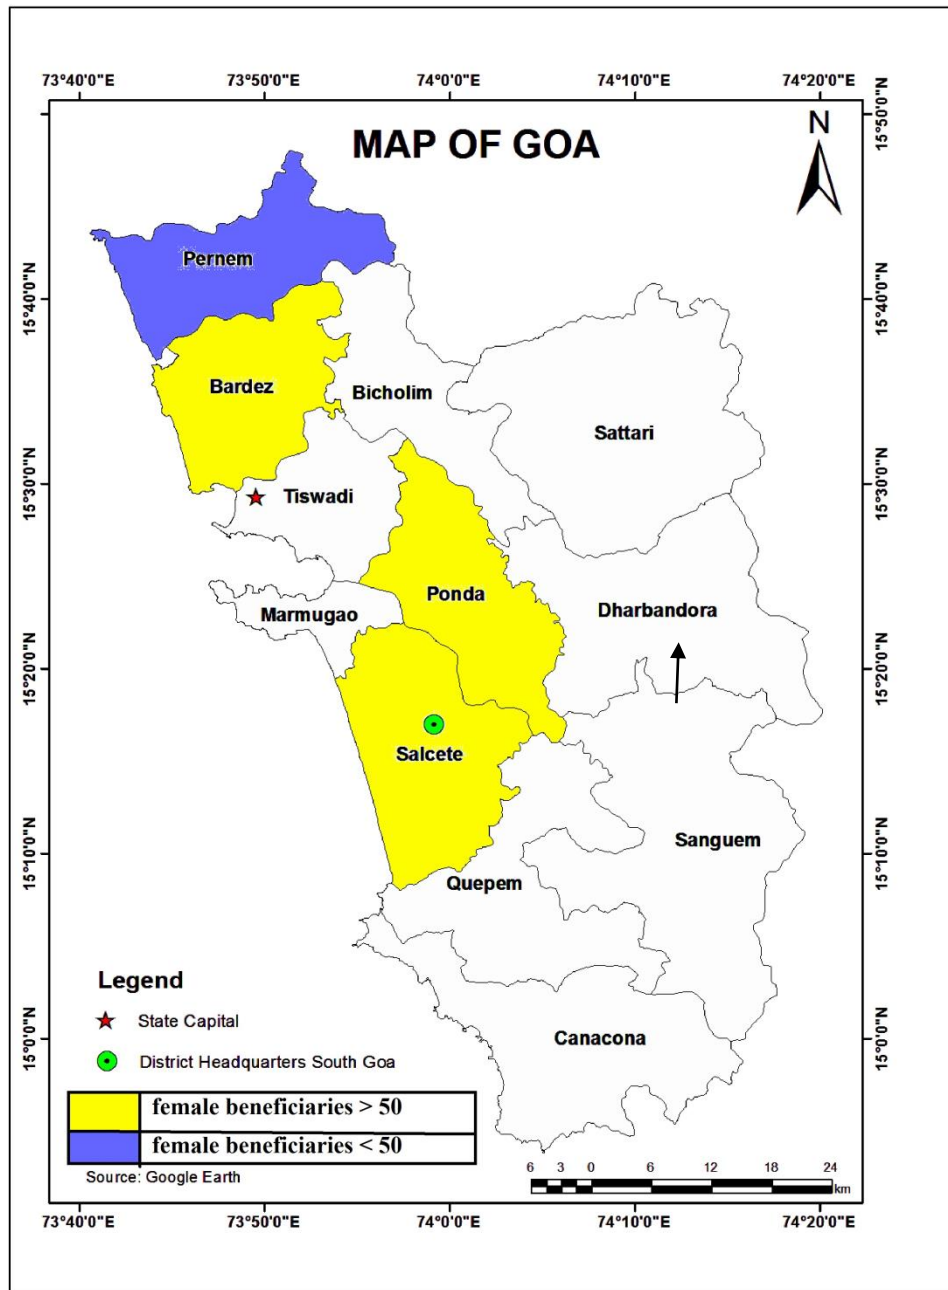 73°40'0"E 73°50'0"E 74°0'0"E 74°10'0"E 74°20'0"E
MAP OF GOA
N
15°50'0"N
15°50'0"N
Pernem
15°40'0"N
15°40'0"N
Bardez
Bicholim
Sattari
15°30'0"N
15°30'0"N
Tiswadi
Ponda
Dharbandora
Marmugao
15°20'0"N
15°20'0"N
Salcete
Sanguem
15°10'0"N
15°10'0"N
Quepem
Legend
State Capital
15°0'0"N
15°0'0"N
Canacona
District Headquarters South Goa
female beneficiaries > 50
female beneficiaries < 50
Source: Google Earth
6 3 0 6 12 18 24
km
73°40'0"E 73°50'0"E 74°0'0"E 74°10'0"E 74°20'0"E